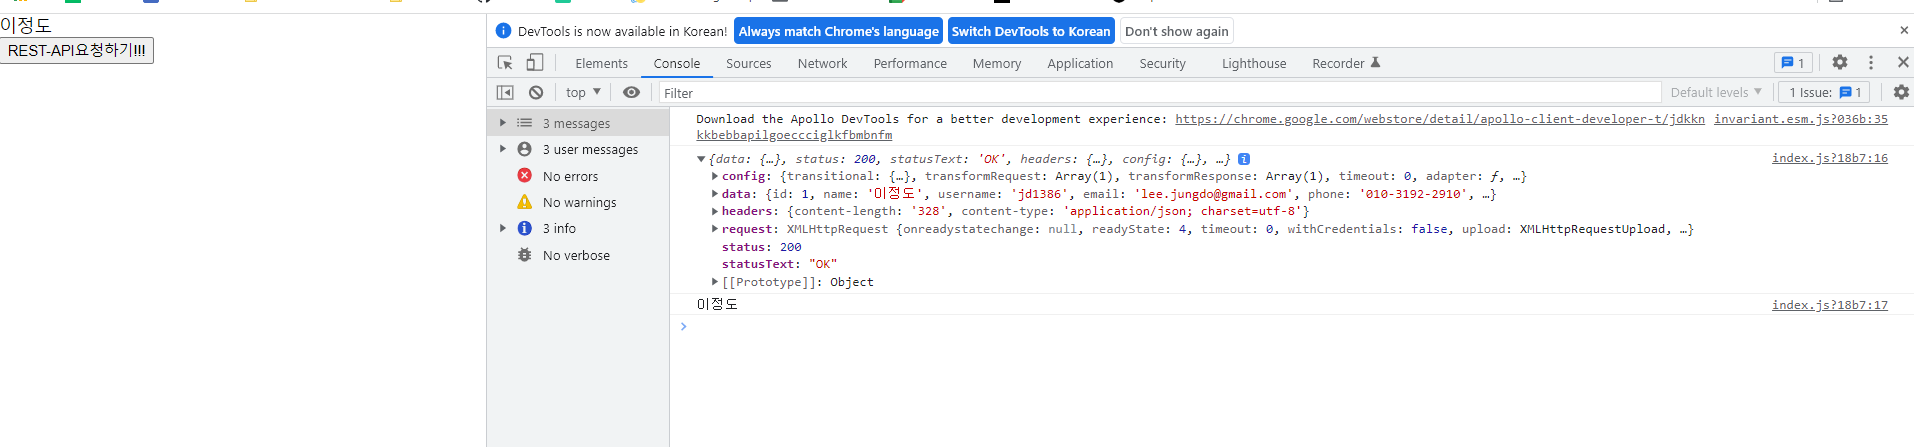 이정도
REST-API요청하기!!!
DevTools is now available in Korean! Always match Chrome's language Switch DevTools to Korean Don't show again
Elements Console Sources Network Performance Memory Application Security Lighthouse Recorder 1
top Filter Default levels 1 Issue: 1
3 messages
3 user messages
No errors
No warnings
3 info
No verbose
Download the Apollo DevTools for a better development experience: https://chrome.google.com/webstore/detail/apollo-client-developer-t/jdkkn invariant.esm.js?036b:35
kkbebbapilgoeccciglkfbmbnfm
{data: {…}, status: 200, statusText: 'OK', headers: {…}, config: {…}, …} i index.js?18b7:16
config: {transitional: {…}, transformRequest: Array(1), transformResponse: Array(1), timeout: 0, adapter: ƒ, …}
data: {id: 1, name: '이정도', username: 'jd1386', email: 'lee.jungdo@gmail.com', phone: '010-3192-2910', …}
headers: {content-length: '328', content-type: 'application/json; charset=utf-8'}
request: XMLHttpRequest {onreadystatechange: null, readyState: 4, timeout: 0, withCredentials: false, upload: XMLHttpRequestUpload, …}
status: 200
statusText: "OK"
[[Prototype]]: Object
이정도 index.js?18b7:17